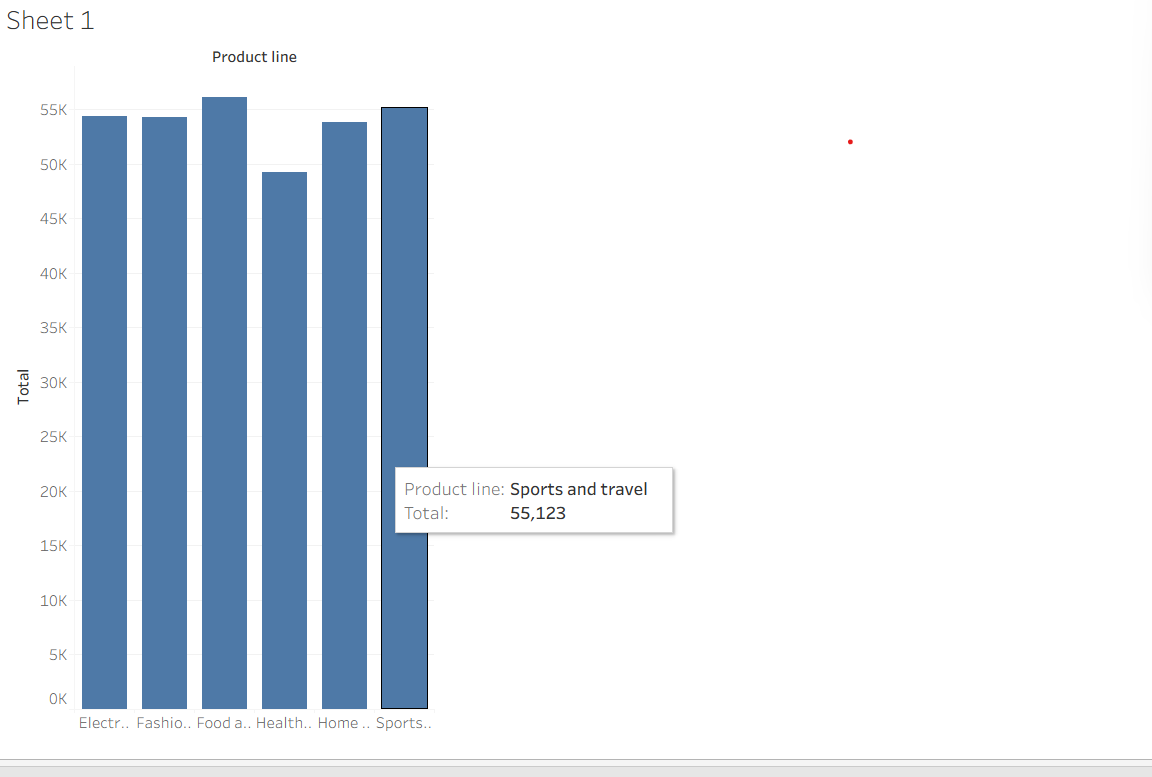 Sheet 1
Product line
55K
50K
45K
40K
35K
30K
25K
20K
15K
10K
5K
0K
Total
Product line: Sports and travel
Total: 55,123
Electr.. Fashio.. Food a.. Health.. Home .. Sports..